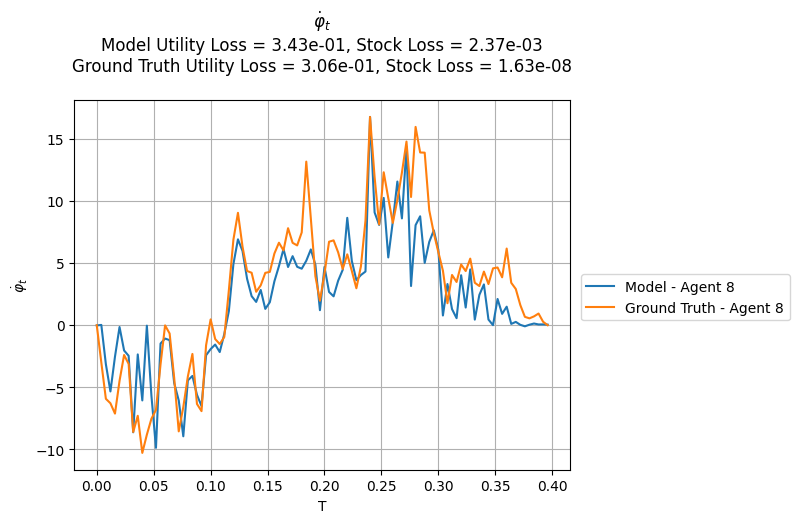 φ̇ₜ
Model Utility Loss = 3.43e-01, Stock Loss = 2.37e-03
Ground Truth Utility Loss = 3.06e-01, Stock Loss = 1.63e-08
φ̇ₜ
15
10
5
0
−5
−10
0.00 0.05 0.10 0.15 0.20 0.25 0.30 0.35 0.40
T
Model - Agent 8
Ground Truth - Agent 8